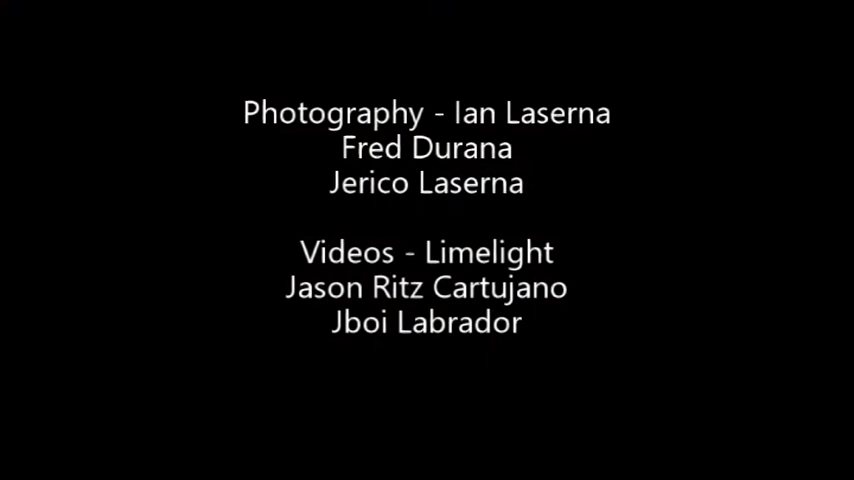 Photography - Ian Laserna
Fred Durana
Jerico Laserna
Videos - Limelight
Jason Ritz Cartujano
Jboi Labrador